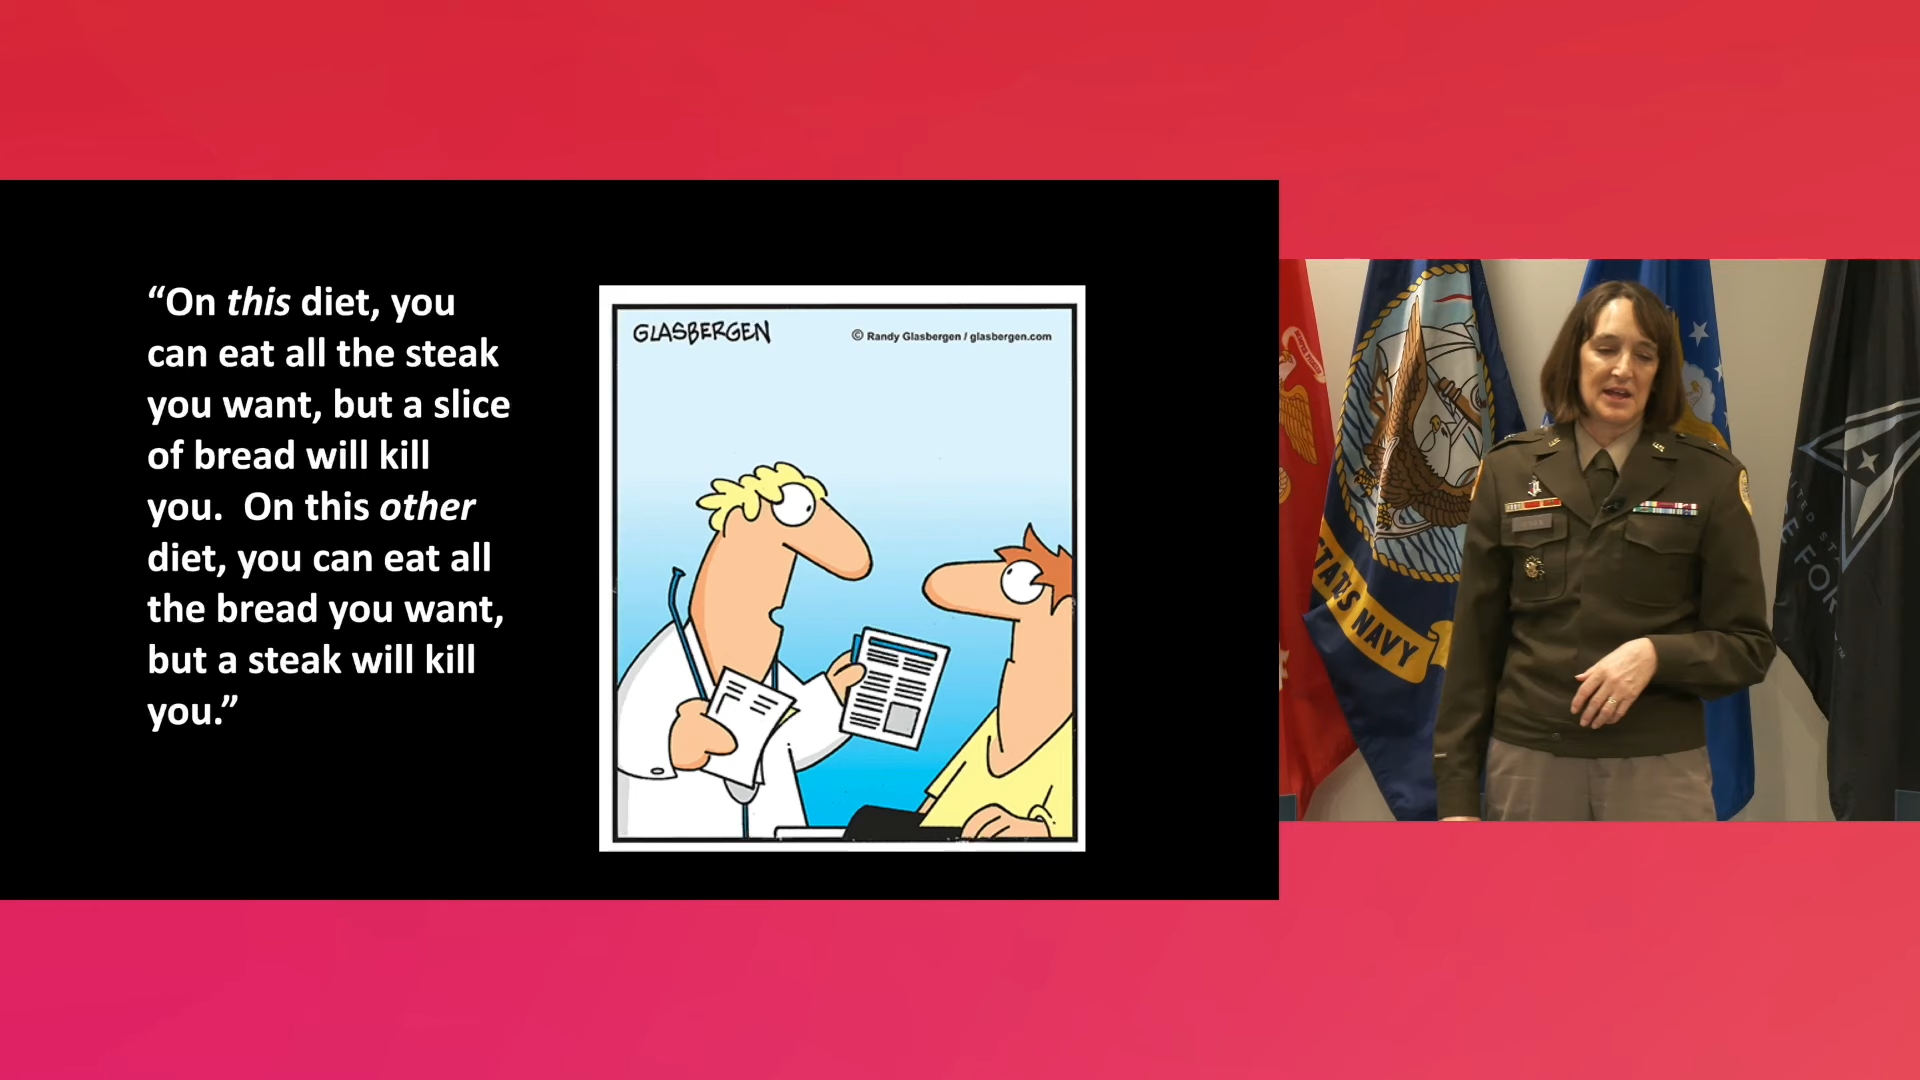 “On this diet, you
can eat all the steak
you want, but a slice
of bread will kill
you.  On this other
diet, you can eat all
the bread you want,
but a steak will kill
you.”
GLASBERGEN
© Randy Glasbergen / glasbergen.com
STATES NAVY